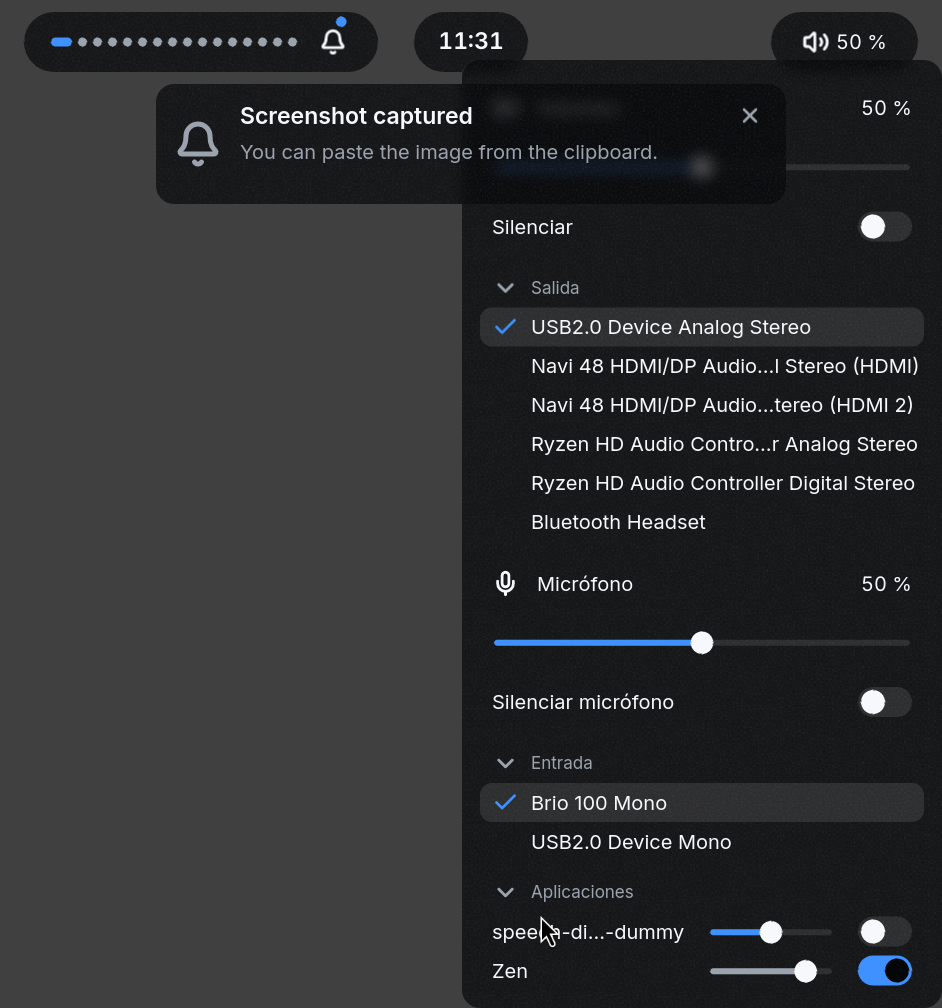 11:31
50 %
Screenshot captured
You can paste the image from the clipboard.
50 %
Silenciar
Salida
USB2.0 Device Analog Stereo
Navi 48 HDMI/DP Audio...l Stereo (HDMI)
Navi 48 HDMI/DP Audio...tereo (HDMI 2)
Ryzen HD Audio Contro...r Analog Stereo
Ryzen HD Audio Controller Digital Stereo
Bluetooth Headset
Micrófono 50 %
Silenciar micrófono
Entrada
Brio 100 Mono
USB2.0 Device Mono
Aplicaciones
speech-di...-dummy
Zen